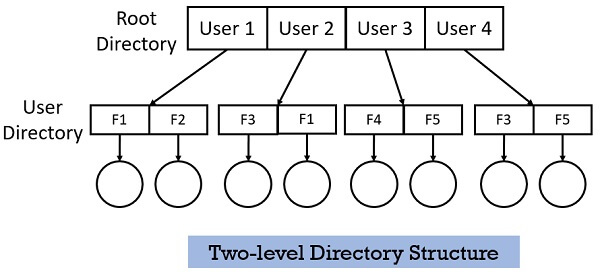 Root
Directory
User 1 User 2 User 3 User 4
User
Directory
F1 F2 F3 F1 F4 F5 F3 F5
Two-level Directory Structure